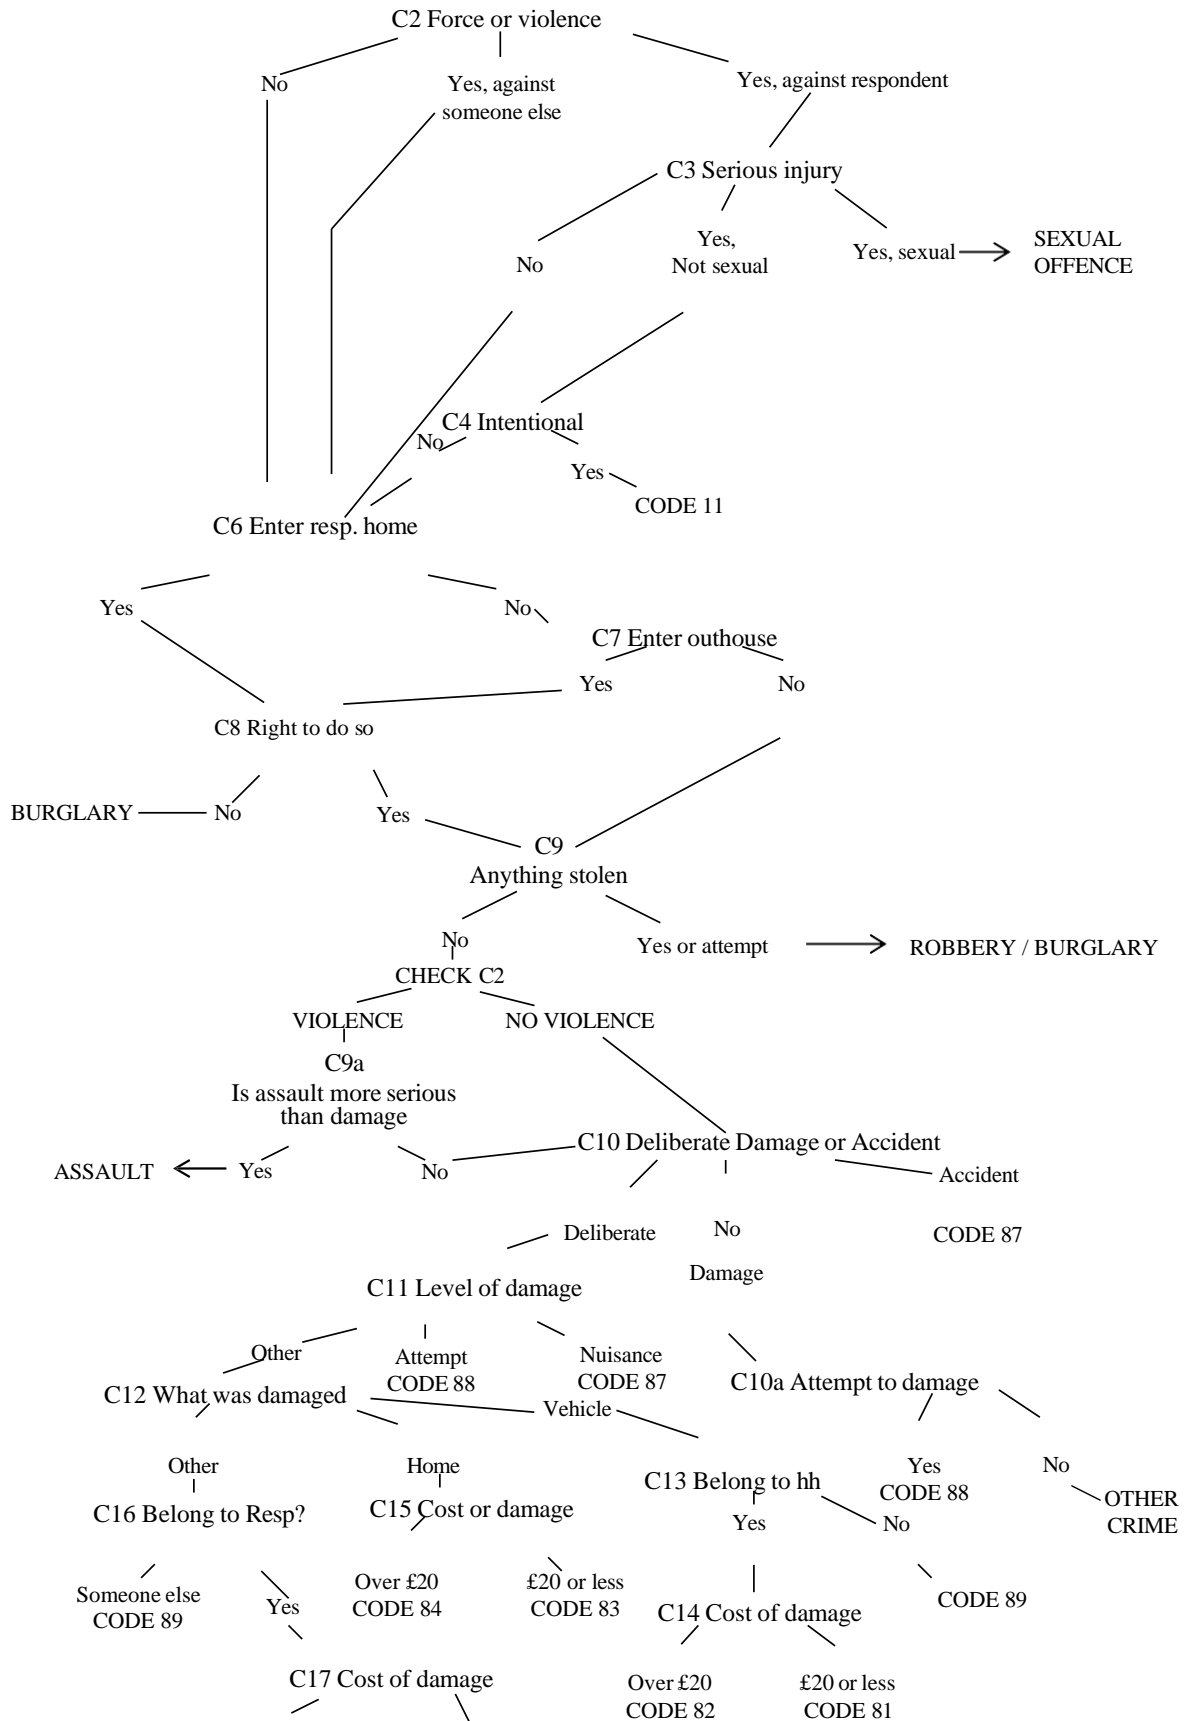 C2 Force or violence
No
Yes, against
someone else
Yes, against respondent
C3 Serious injury
No
Yes,
Not sexual
Yes, sexual
SEXUAL
OFFENCE
C4 Intentional
No
Yes
CODE 11
C6 Enter resp. home
Yes
No
C7 Enter outhouse
Yes
No
C8 Right to do so
BURGLARY
No
Yes
C9
Anything stolen
No
Yes or attempt
ROBBERY / BURGLARY
CHECK C2
VIOLENCE
NO VIOLENCE
C9a
Is assault more serious
than damage
C10 Deliberate Damage or Accident
ASSAULT
Yes
No
Accident
CODE 87
Deliberate
No
Damage
C11 Level of damage
Other
Attempt
CODE 88
Nuisance
CODE 87
C10a Attempt to damage
C12 What was damaged
Vehicle
Other
Home
C13 Belong to hh
Yes
CODE 88
No
OTHER
CRIME
C16 Belong to Resp?
C15 Cost or damage
Yes
No
Someone else
CODE 89
Yes
Over £20
CODE 84
£20 or less
CODE 83
C14 Cost of damage
CODE 89
C17 Cost of damage
Over £20
CODE 82
£20 or less
CODE 81